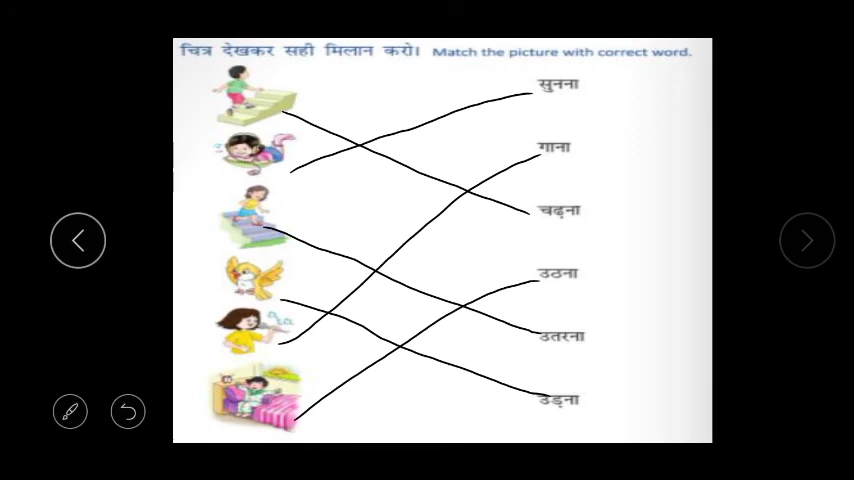 चित्र देखकर सही मिलान करो। Match the picture with correct word.
सुनना
गाना
चढ़ना
उठना
उतरना
उड़ना